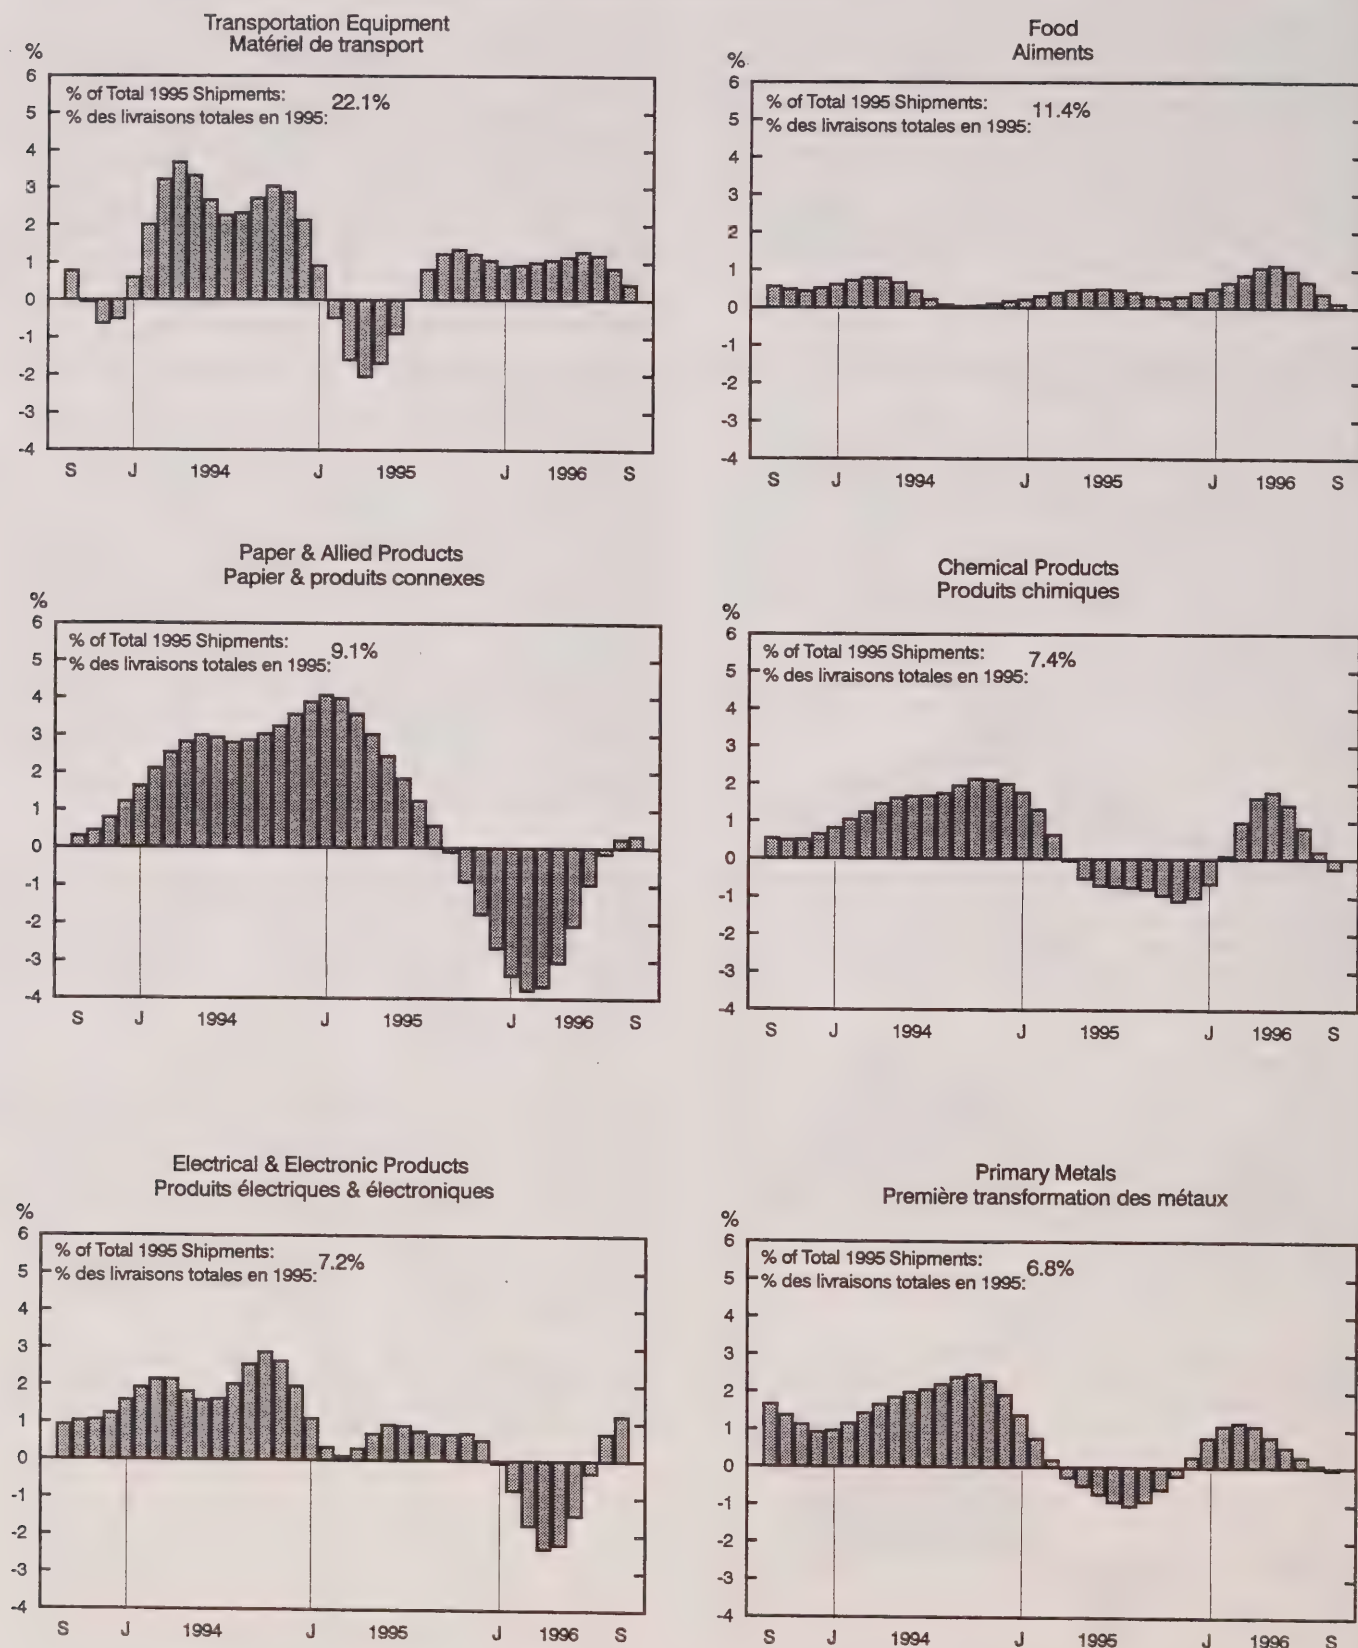 Transportation Equipment
Matériel de transport
%
6
% of Total 1995 Shipments:
22.1%
5
% des livraisons totales en 1995:
4
3
2
1
0
-1
-2
-3
-4
S J 1994 J 1995 J 1996 S
Food
Aliments
%
6
% of Total 1995 Shipments:
11.4%
5
% des livraisons totales en 1995:
4
3
2
1
0
-1
-2
-3
-4
S J 1994 J 1995 J 1996 S
Paper & Allied Products
Papier & produits connexes
%
6
% of Total 1995 Shipments:
9.1%
5
% des livraisons totales en 1995:
4
3
2
1
0
-1
-2
-3
-4
S J 1994 J 1995 J 1996 S
Chemical Products
Produits chimiques
%
6
% of Total 1995 Shipments:
7.4%
5
% des livraisons totales en 1995:
4
3
2
1
0
-1
-2
-3
-4
S J 1994 J 1995 J 1996 S
Electrical & Electronic Products
Produits électriques & électroniques
%
6
% of Total 1995 Shipments:
7.2%
5
% des livraisons totales en 1995:
4
3
2
1
0
-1
-2
-3
-4
S J 1994 J 1995 J 1996 S
Primary Metals
Première transformation des métaux
%
6
% of Total 1995 Shipments:
6.8%
5
% des livraisons totales en 1995:
4
3
2
1
0
-1
-2
-3
-4
S J 1994 J 1995 J 1996 S